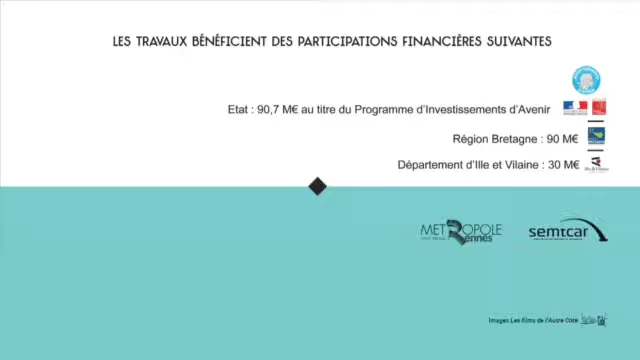 LES TRAVAUX BÉNÉFICIENT DES PARTICIPATIONS FINANCIÈRES SUIVANTES
Etat : 90,7 M€ au titre du Programme d'Investissements d'Avenir
Région Bretagne : 90 M€
Département d'Ille et Vilaine : 30 M€
METROPOLE
Rennes
semtcar
Images Les films de l'Autre Côté